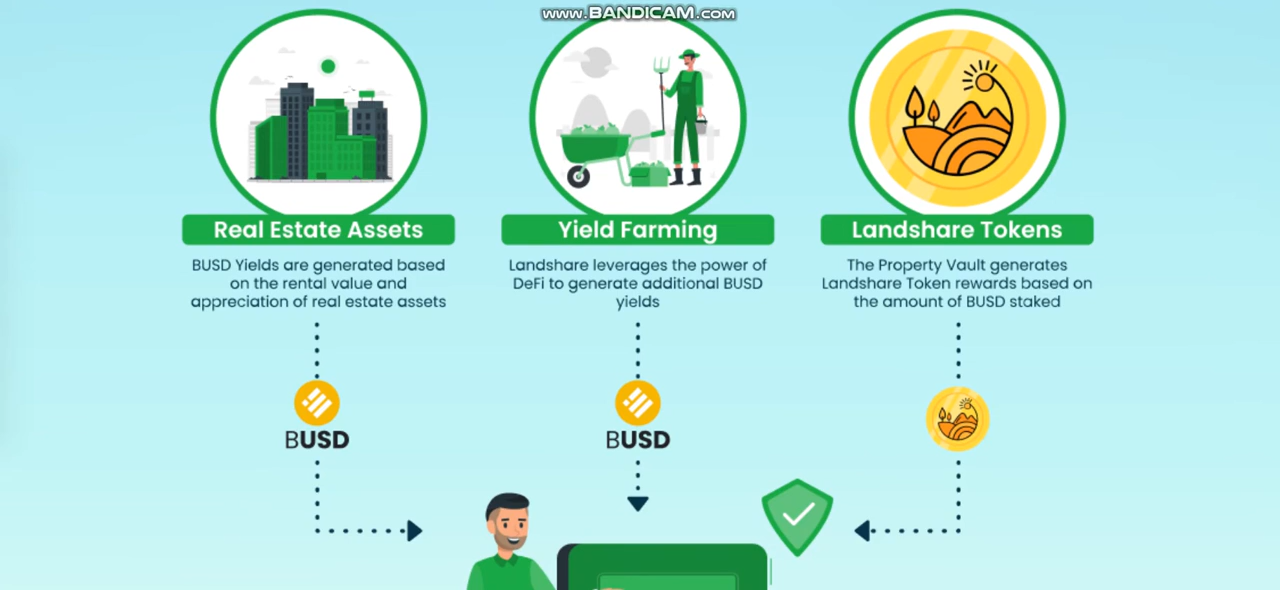 www.BANDICAM.com
Real Estate Assets
BUSD Yields are generated based
on the rental value and
appreciation of real estate assets
BUSD
Yield Farming
Landshare leverages the power of
DeFi to generate additional BUSD
yields
BUSD
Landshare Tokens
The Property Vault generates
Landshare Token rewards based on
the amount of BUSD staked